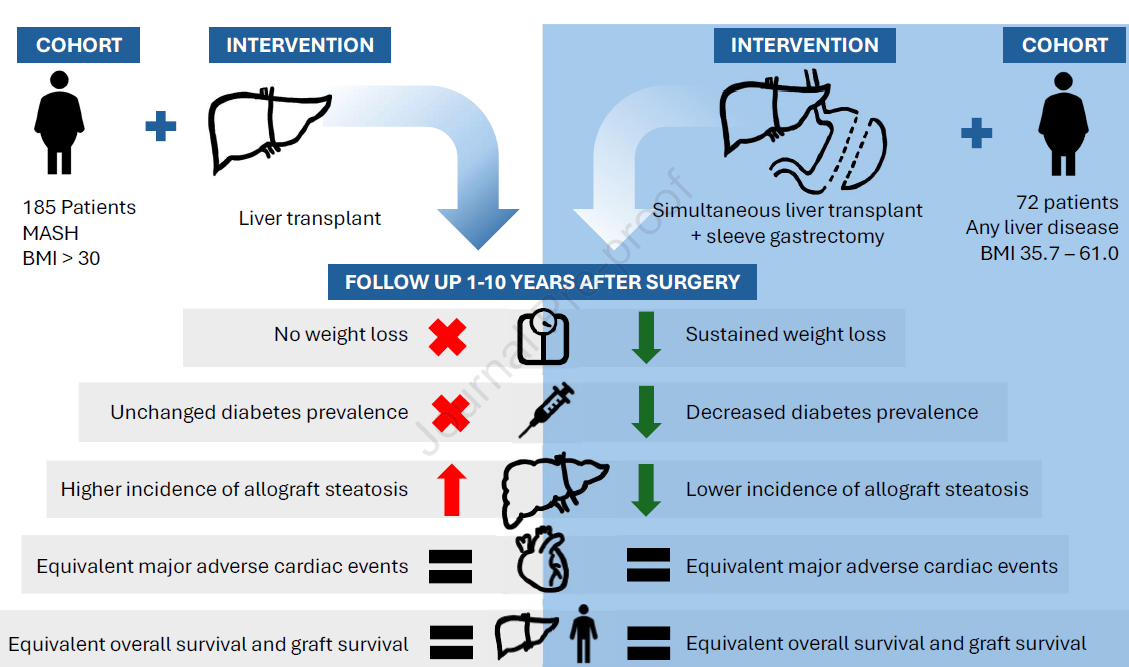 COHORT
INTERVENTION
185 Patients
MASH
BMI > 30
Liver transplant
INTERVENTION
COHORT
Simultaneous liver transplant
+ sleeve gastrectomy
72 patients
Any liver disease
BMI 35.7 – 61.0
FOLLOW UP 1-10 YEARS AFTER SURGERY
No weight loss
Sustained weight loss
Unchanged diabetes prevalence
Decreased diabetes prevalence
Higher incidence of allograft steatosis
Lower incidence of allograft steatosis
Equivalent major adverse cardiac events
Equivalent major adverse cardiac events
Equivalent overall survival and graft survival
Equivalent overall survival and graft survival
Journal Pre-proof